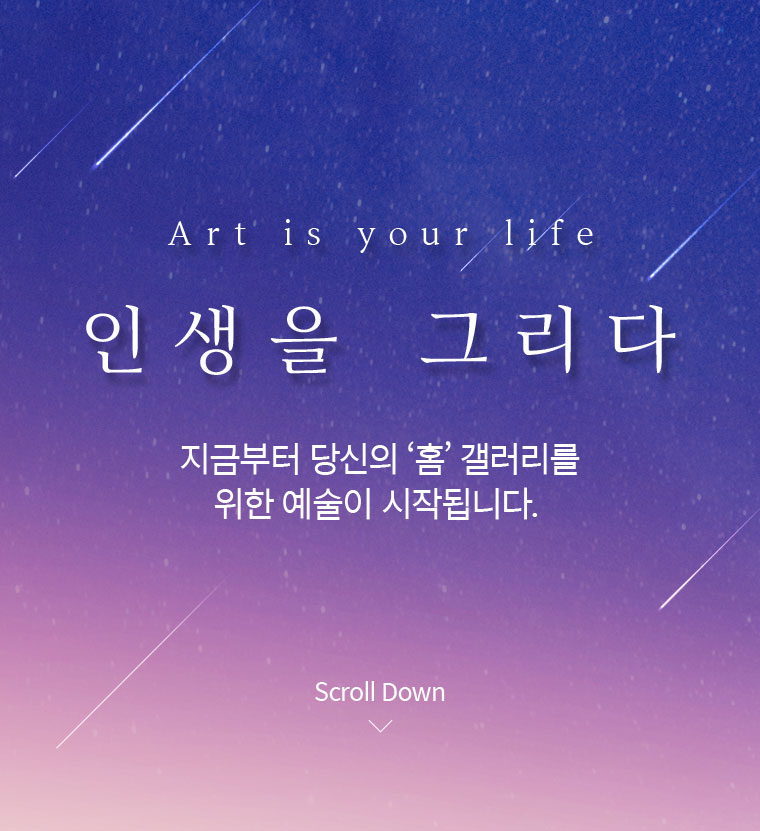 Art is your life
인생을 그리다
지금부터 당신의 ‘홈’ 갤러리를
위한 예술이 시작됩니다.
Scroll Down